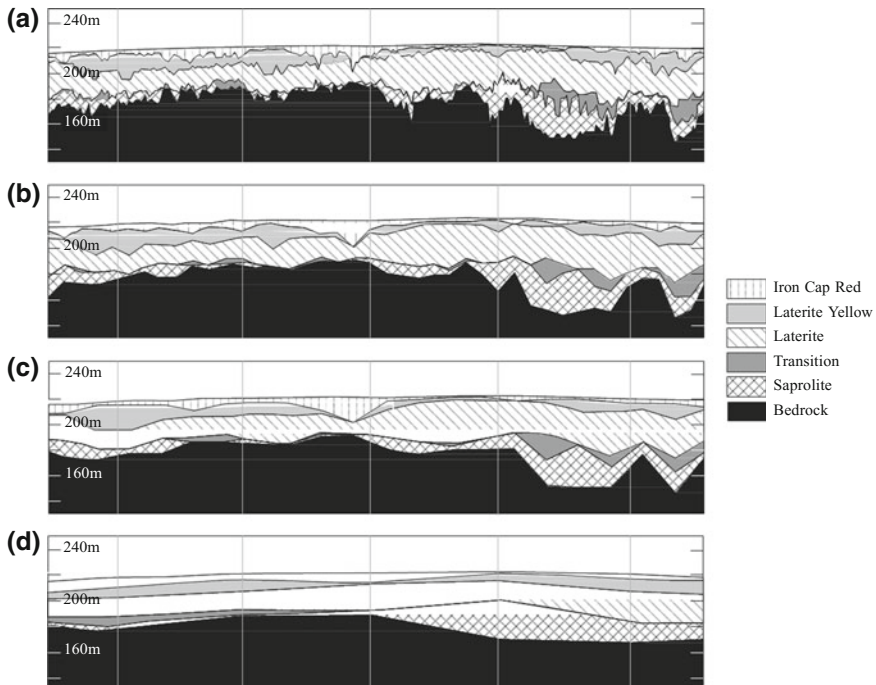 (a)
240m
200m
160m
(b)
240m
200m
160m
(c)
240m
200m
160m
(d)
240m
200m
160m
Iron Cap Red
Laterite Yellow
Laterite
Transition
Saprolite
Bedrock